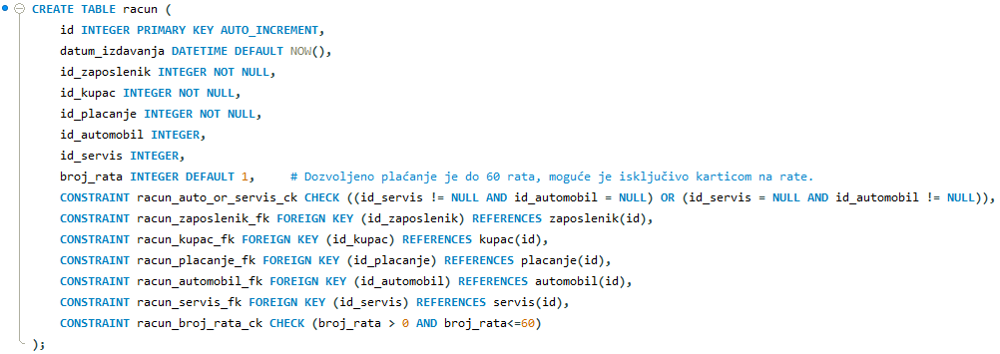 CREATE TABLE racun (
id INTEGER PRIMARY KEY AUTO_INCREMENT,
datum_izdavanja DATETIME DEFAULT NOW(),
id_zaposlenik INTEGER NOT NULL,
id_kupac INTEGER NOT NULL,
id_placanje INTEGER NOT NULL,
id_automobil INTEGER,
id_servis INTEGER,
broj_rata INTEGER DEFAULT 1,     # Dozvoljeno plaćanje je do 60 rata, moguće je isključivo karticom na rate.
CONSTRAINT racun_auto_or_servis_ck CHECK ((id_servis != NULL AND id_automobil = NULL) OR (id_servis = NULL AND id_automobil != NULL)),
CONSTRAINT racun_zaposlenik_fk FOREIGN KEY (id_zaposlenik) REFERENCES zaposlenik(id),
CONSTRAINT racun_kupac_fk FOREIGN KEY (id_kupac) REFERENCES kupac(id),
CONSTRAINT racun_placanje_fk FOREIGN KEY (id_placanje) REFERENCES placanje(id),
CONSTRAINT racun_automobil_fk FOREIGN KEY (id_automobil) REFERENCES automobil(id),
CONSTRAINT racun_servis_fk FOREIGN KEY (id_servis) REFERENCES servis(id),
CONSTRAINT racun_broj_rata_ck CHECK (broj_rata > 0 AND broj_rata<=60)
);